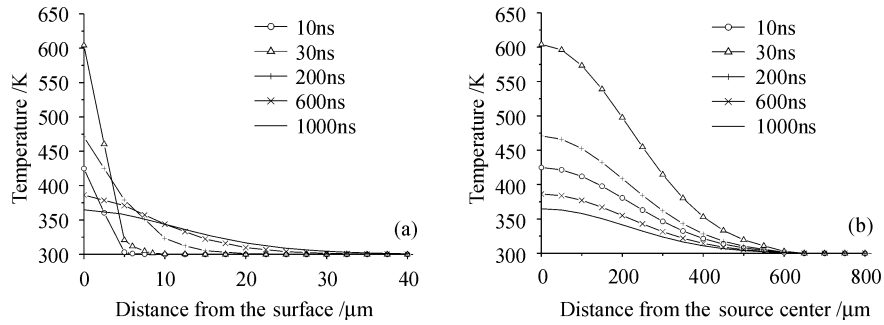 Temperature /K
650
600
550
500
450
400
350
300
0
10
20
30
40
Distance from the surface /μm
10ns
30ns
200ns
600ns
1000ns
(a)
Temperature /K
650
600
550
500
450
400
350
300
0
200
400
600
800
Distance from the source center/μm
10ns
30ns
200ns
600ns
1000ns
(b)